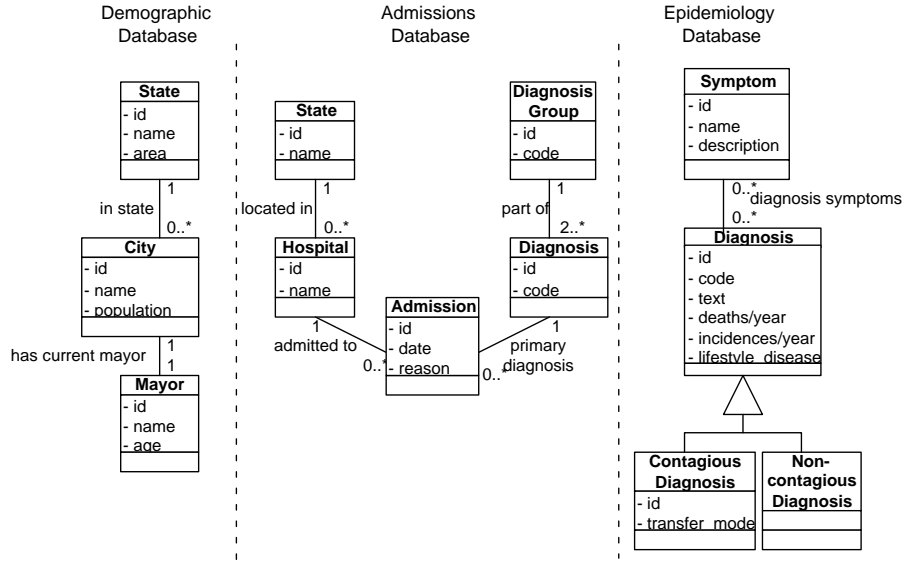 Demographic
Database
Admissions
Database
Epidemiology
Database
State
- id
- name
- area
1
in state
0..*
City
- id
- name
- population
has current mayor
1
1
Mayor
- id
- name
- age
State
- id
- name
1
located in
0..*
Hospital
- id
- name
1
admitted to
0..*
Admission
- id
- date
- reason
Diagnosis
Group
- id
- code
1
part of
2..*
Diagnosis
- id
- code
1
primary
diagnosis
0..*
Symptom
- id
- name
- description
0..*
diagnosis symptoms
0..*
Diagnosis
- id
- code
- text
- deaths/year
- incidences/year
- lifestyle_disease
Contagious
Diagnosis
- id
- transfer_mode
Non-
contagious
Diagnosis